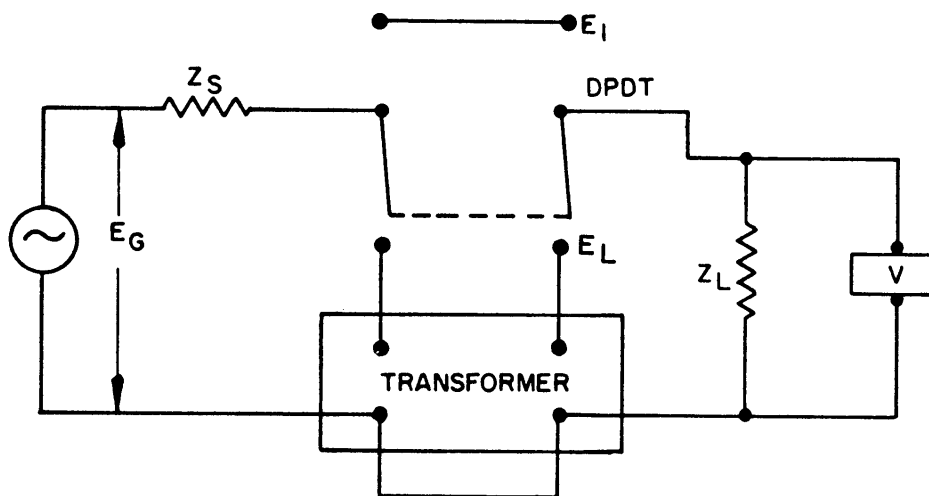 E1
ZS
DPDT
EG
EL
ZL
V
TRANSFORMER